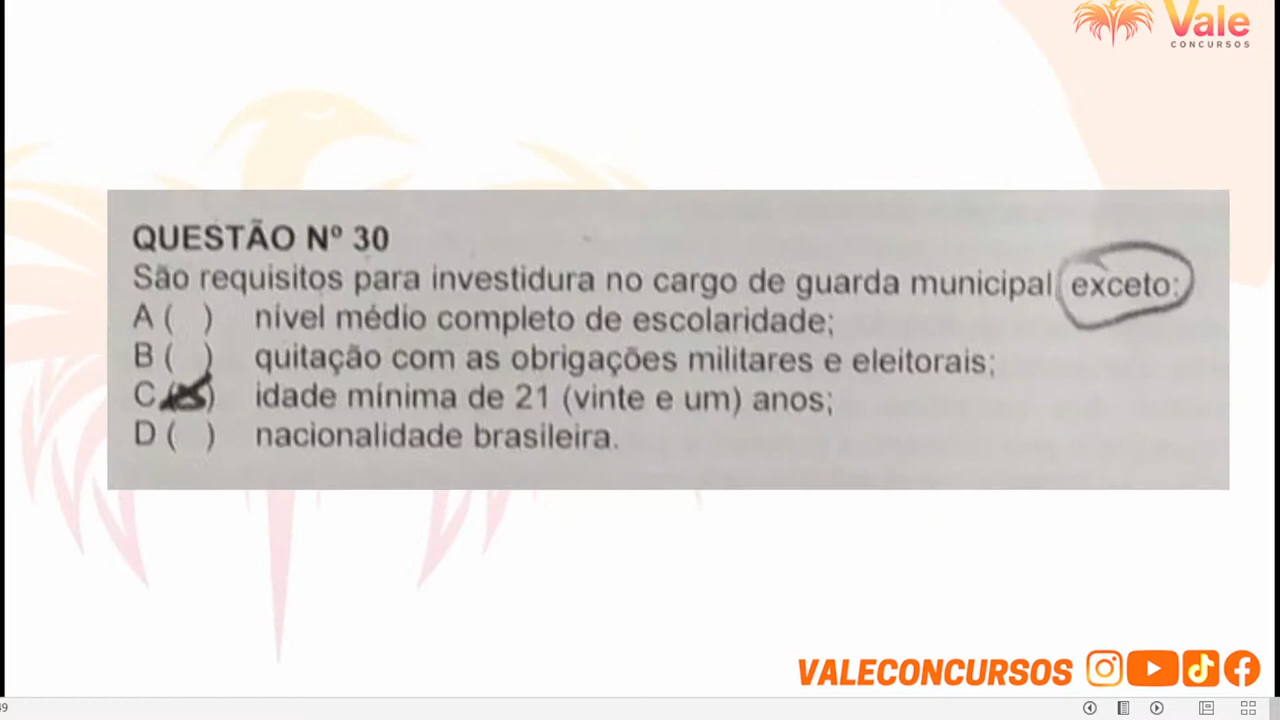 Vale
CONCURSOS
QUESTÃO Nº 30
São requisitos para investidura no cargo de guarda municipal exceto:
A ( ) nível médio completo de escolaridade;
B ( ) quitação com as obrigações militares e eleitorais;
C ( ) idade mínima de 21 (vinte e um) anos;
D ( ) nacionalidade brasileira.
VALECONCURSOS
49